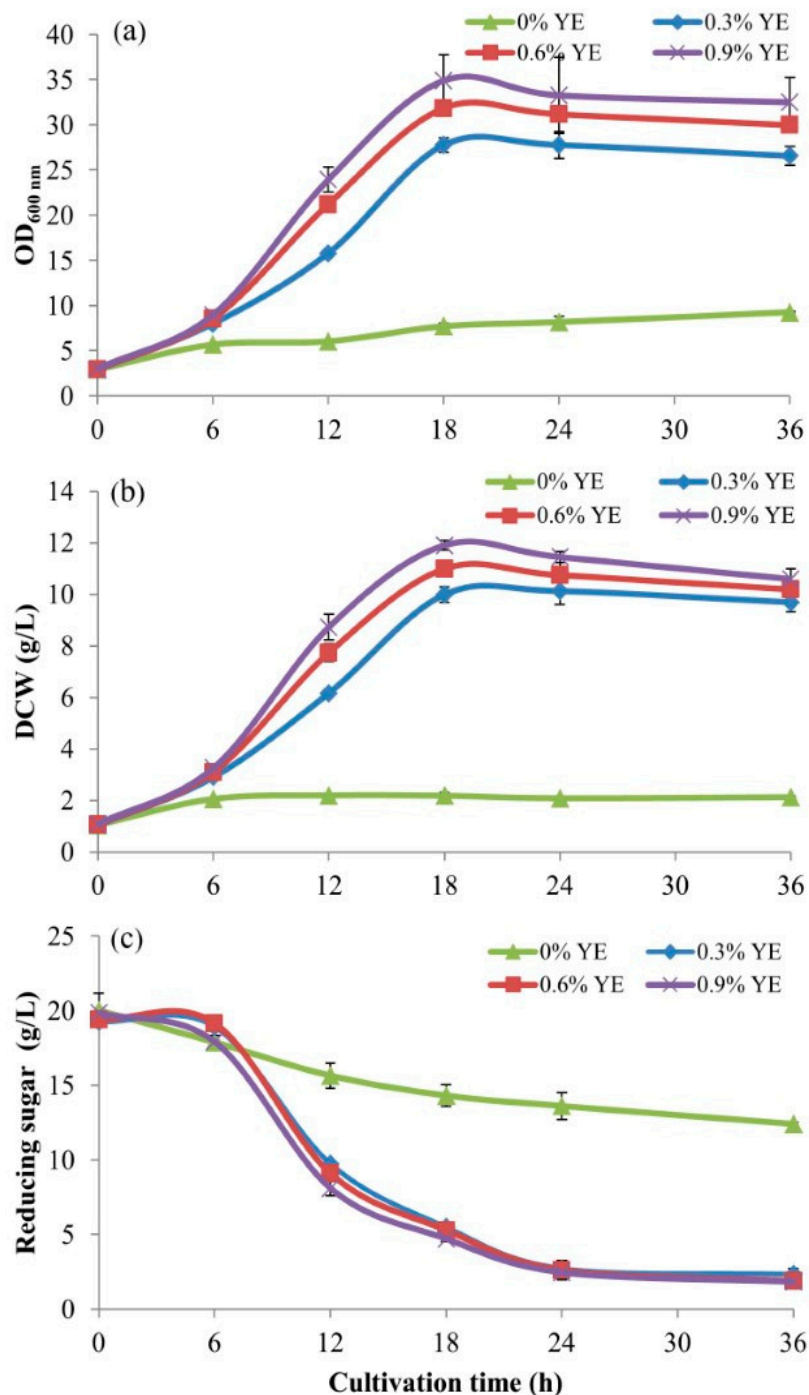 (a)
0% YE 0.3% YE
0.6% YE 0.9% YE
OD600 nm
40
35
30
25
20
15
10
5
0
0 6 12 18 24 30 36
(b)
0% YE 0.3% YE
0.6% YE 0.9% YE
DCW (g/L)
14
12
10
8
6
4
2
0
0 6 12 18 24 30 36
(c)
0% YE 0.3% YE
0.6% YE 0.9% YE
Reducing sugar (g/L)
25
20
15
10
5
0
0 6 12 18 24 30 36
Cultivation time (h)